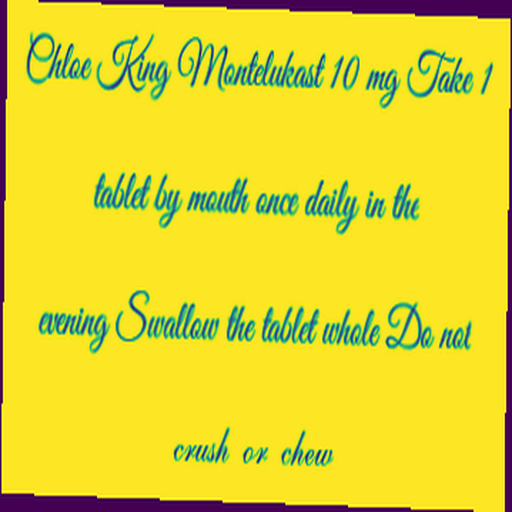 Chloe King Montelukast 10 mg Take 1
tablet by mouth once daily in the
evening Swallow the tablet whole Do not
crush or chew